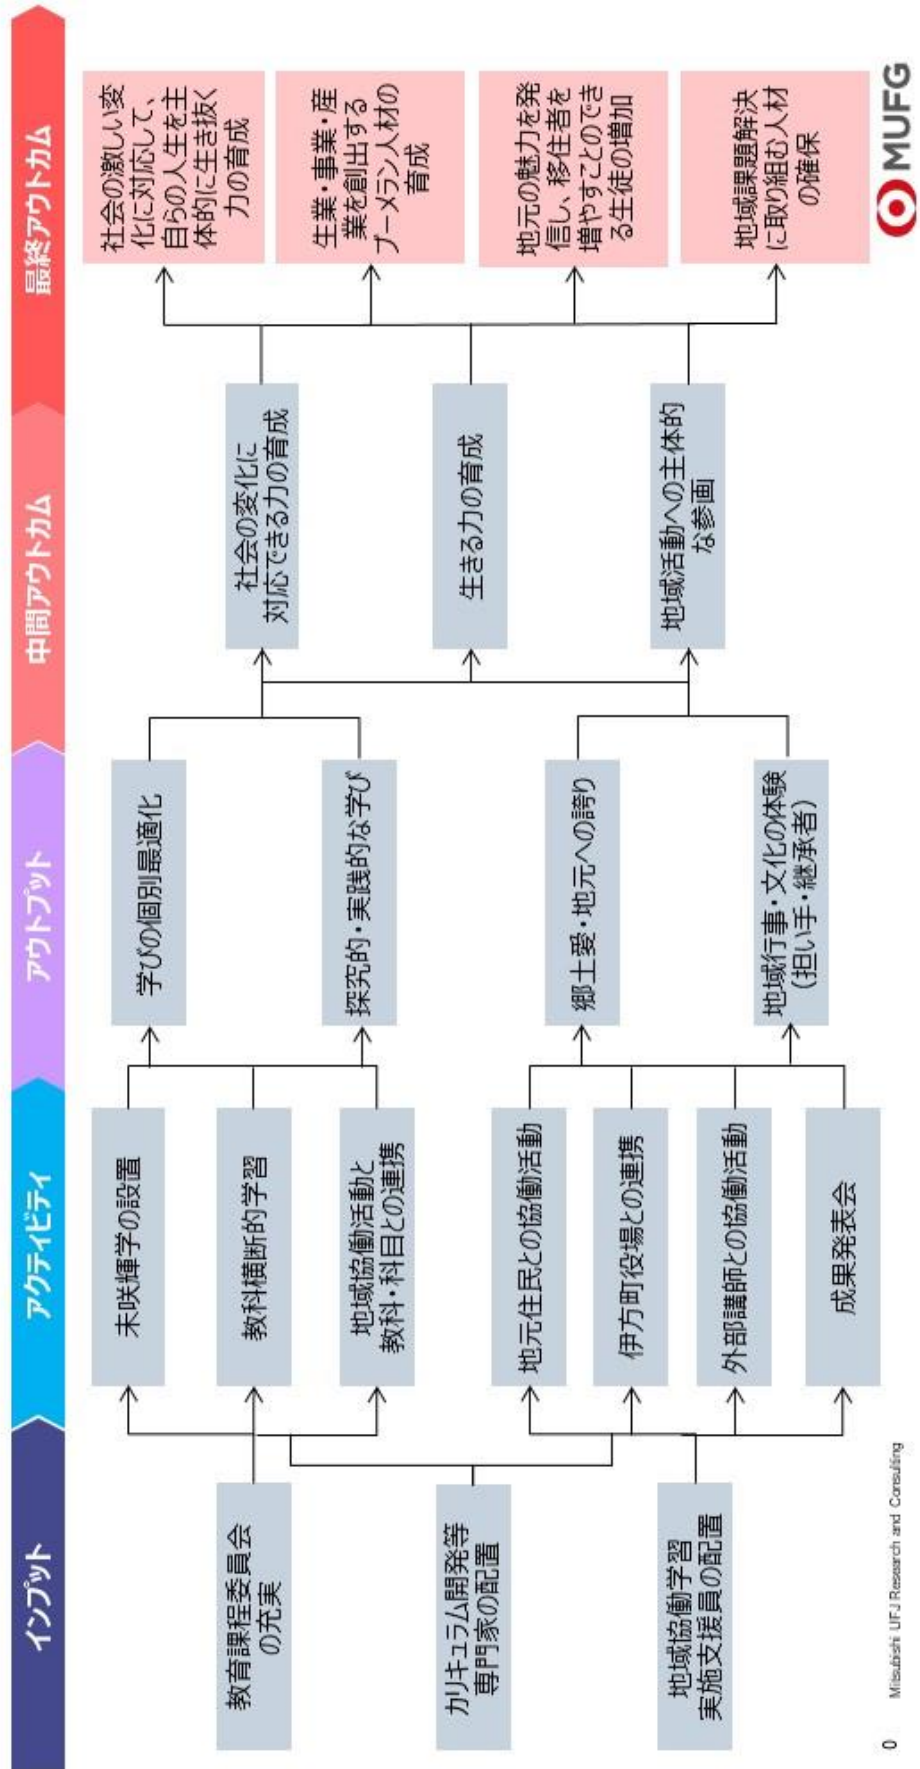 インプット
アクティビティ
アウトプット
中間アウトカム
最終アウトカム
教育課程委員会
の充実
カリキュラム開発等
専門家の配置
地域協働学習
実施支援員の配置
未咲輝学の設置
教科横断的学習
地域協働活動と
教科・科目との連携
地元住民との協働活動
伊方町役場との連携
外部講師との協働活動
成果発表会
学びの個別最適化
探究的・実践的な学び
郷土愛・地元への誇り
地域行事・文化の体験
（担い手・継承者）
社会の変化に
対応できる力の育成
生きる力の育成
地域活動への主体的
な参画
社会の激しい変
化に対応して、
自らの人生を主
体的に生き抜く
力の育成
生業・事業・産
業を創出する
ブーメラン人材の
育成
地元の魅力を発
信し、移住者を
増やすことのでき
る生徒の増加
地域課題解決
に取り組む人材
の確保
0
Mitsubishi UFJ Research and Consulting
MUFG